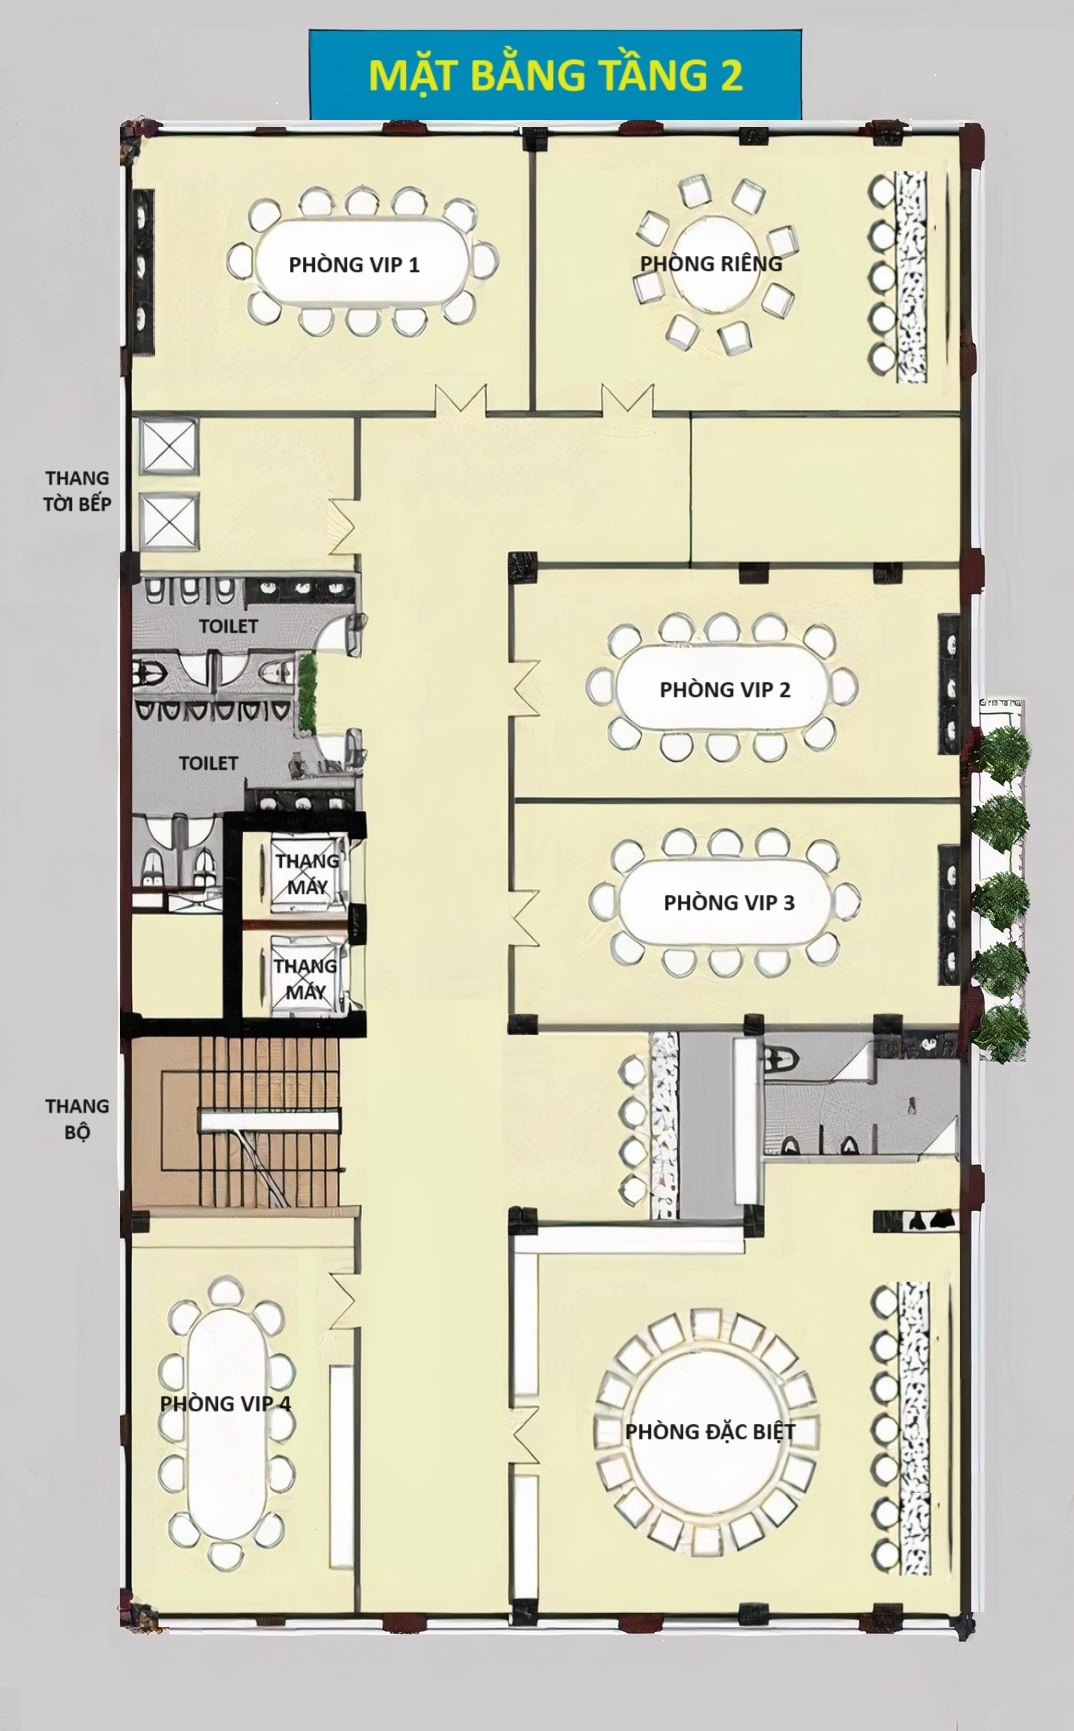 MẶT BẰNG TẦNG 2
PHÒNG VIP 1
PHÒNG RIÊNG
THANG
TỜI BẾP
TOILET
PHÒNG VIP 2
TOILET
THANG
MÁY
PHÒNG VIP 3
THANG
MÁY
THANG
BỘ
PHÒNG VIP 4
PHÒNG ĐẶC BIỆT